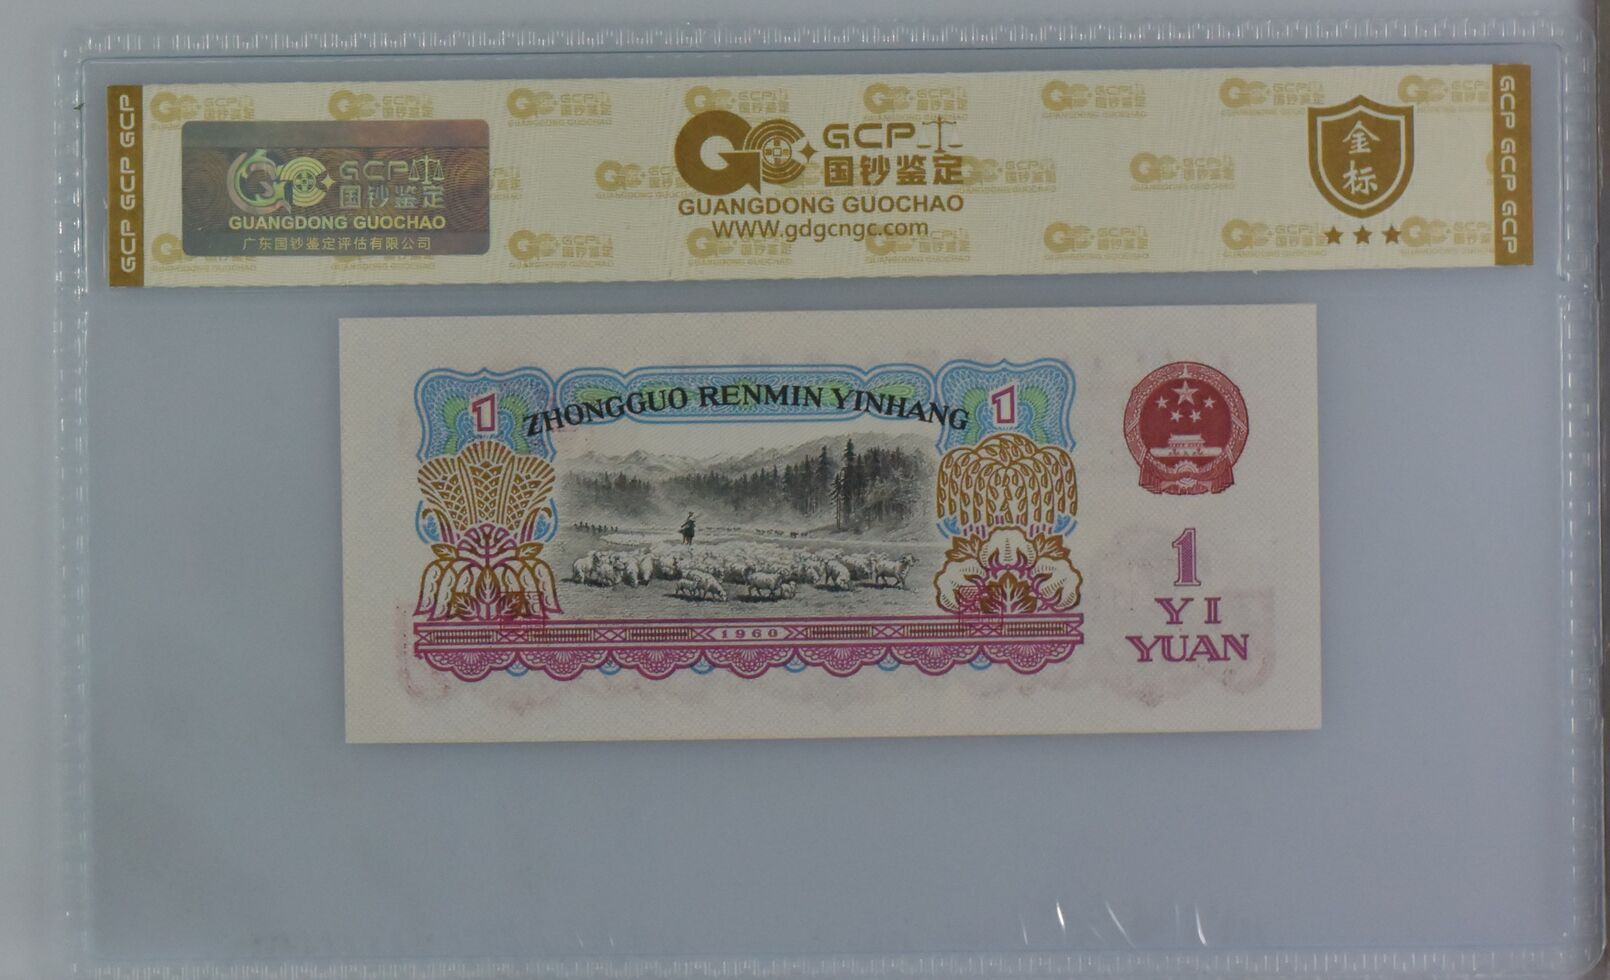 GCP GCP GCP
GCP
国钞鉴定
GUANGDONG GUOCHAO
广东国钞鉴定评估有限公司
GCP
国钞鉴定
GUANGDONG GUOCHAO
WWW.gdgcngc.com
金标
GCP GCP GCP
1
ZHONGGUO RENMIN YINHANG
1
1960
1
YI
YUAN